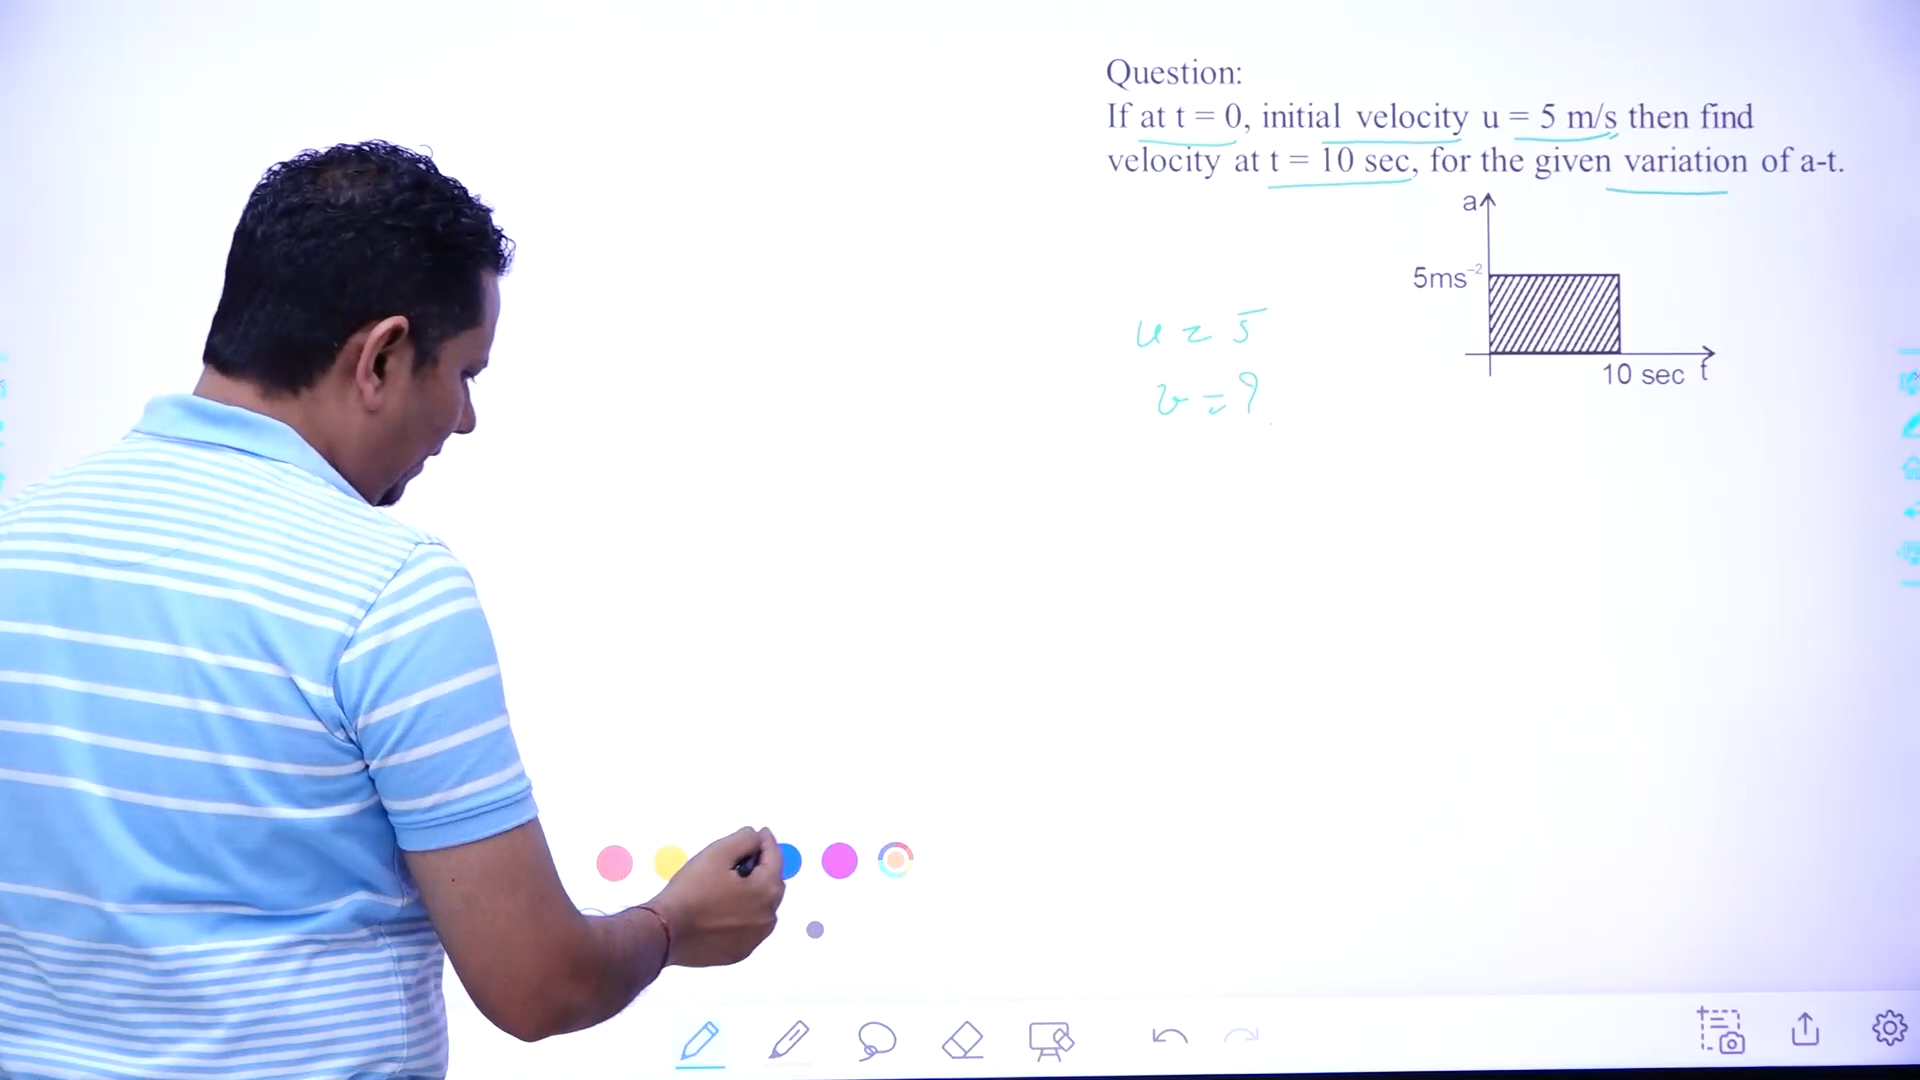 Question:
If at t = 0, initial velocity u = 5 m/s then find
velocity at t = 10 sec, for the given variation of a-t.
a
5ms⁻²
10 sec t
u = 5
v = ?